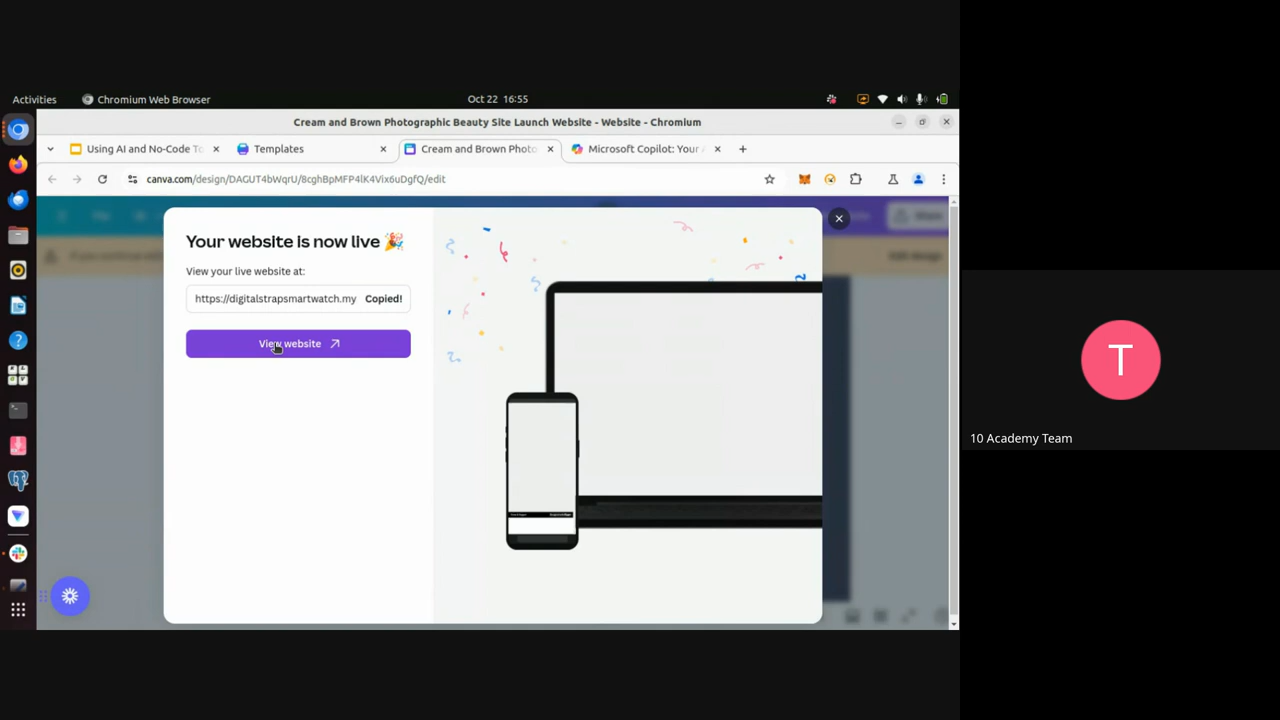 Activities
Chromium Web Browser
Oct 22 16:55
Cream and Brown Photographic Beauty Site Launch Website - Website - Chromium
Using AI and No-Code To
Templates
Cream and Brown Photo
Microsoft Copilot: Your A
canva.com/design/DAGUT4bWqrU/8cghBpMFP4lK4Vix6uDgfQ/edit
Share
Your website is now live 🎉
View your live website at:
https://digitalstrapsmartwatch.my
Copied!
View website
T
10 Academy Team